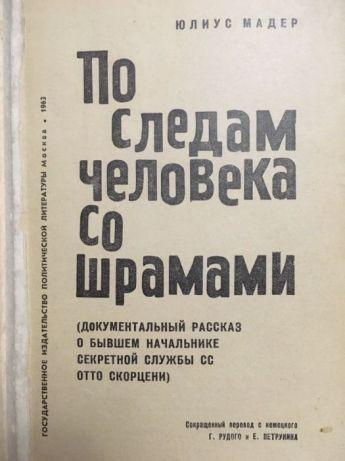 ЮЛИУС МАДЕР
По
следам
человека
со
шрамами
(ДОКУМЕНТАЛЬНЫЙ РАССКАЗ
О БЫВШЕМ НАЧАЛЬНИКЕ
СЕКРЕТНОЙ СЛУЖБЫ СС
ОТТО СКОРЦЕНИ)
Сокращенный перевод с немецкого
Г. РУДОГО и Е. ПЕТРУНИНА
ГОСУДАРСТВЕННОЕ ИЗДАТЕЛЬСТВО ПОЛИТИЧЕСКОЙ ЛИТЕРАТУРЫ Москва • 1963